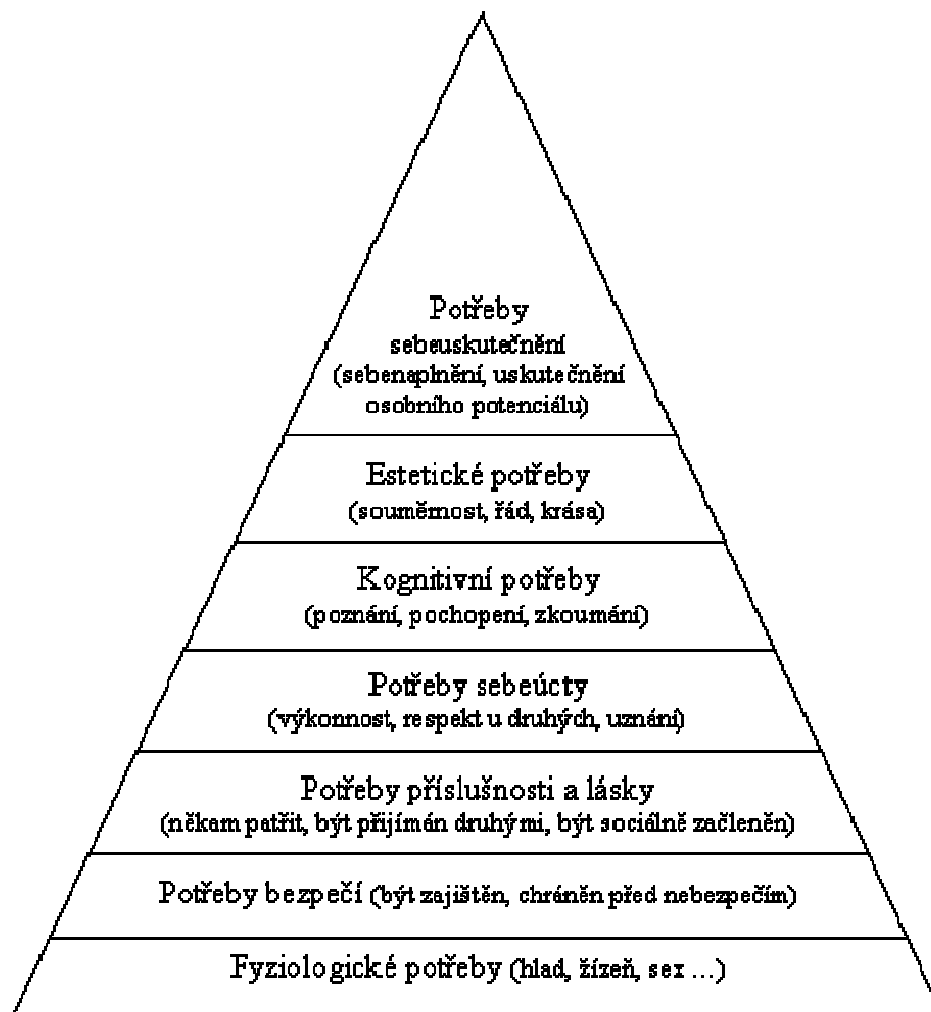 Potřeby
sebeuskutečnění
(sebenaplnění, uskutečnění
osobního potenciálu)
Estetické potřeby
(souměrnost, řád, krása)
Kognitivní potřeby
(poznání, pochopení, zkoumání)
Potřeby sebeúcty
(výkonnost, respekt u druhých, uznání)
Potřeby příslušnosti a lásky
(někam patřit, být přijímán druhými, být sociálně začleněn)
Potřeby bezpečí (být zajištěn, chráněn před nebezpečím)
Fyziologické potřeby (hlad, žízeň, sex ...)